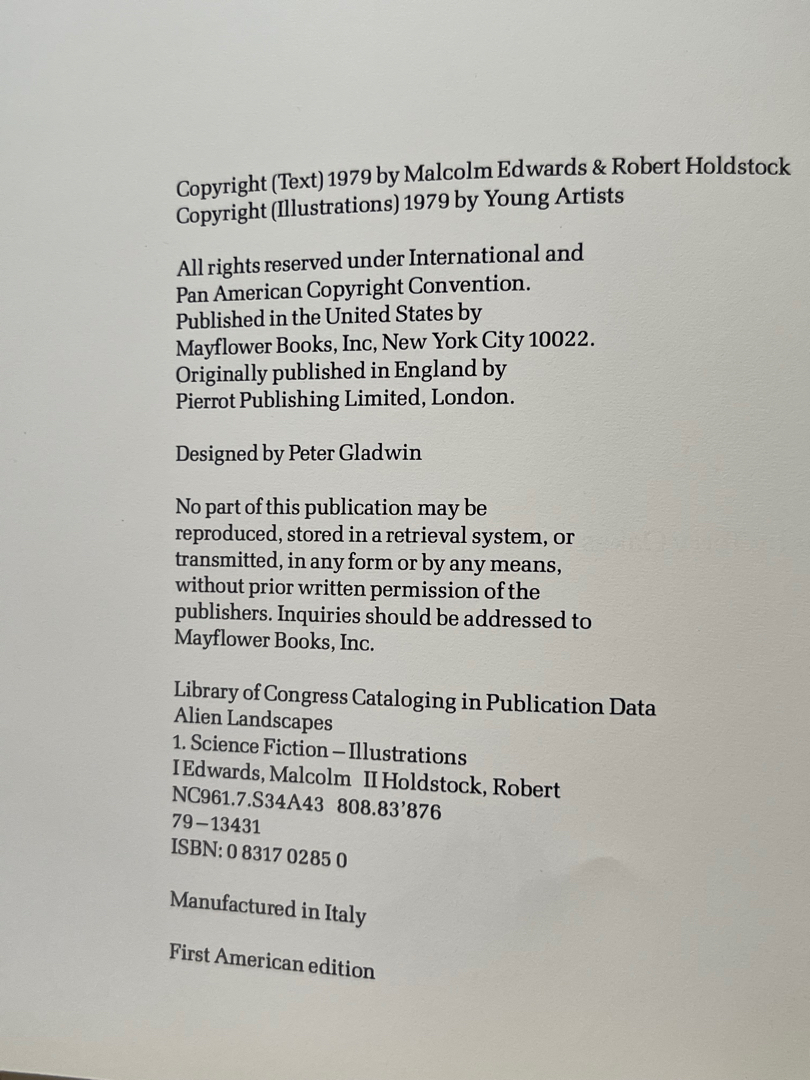 Copyright (Text) 1979 by Malcolm Edwards & Robert Holdstock
Copyright (Illustrations) 1979 by Young Artists
All rights reserved under International and
Pan American Copyright Convention.
Published in the United States by
Mayflower Books, Inc, New York City 10022.
Originally published in England by
Pierrot Publishing Limited, London.
Designed by Peter Gladwin
No part of this publication may be
reproduced, stored in a retrieval system, or
transmitted, in any form or by any means,
without prior written permission of the
publishers. Inquiries should be addressed to
Mayflower Books, Inc.
Library of Congress Cataloging in Publication Data
Alien Landscapes
1. Science Fiction – Illustrations
I Edwards, Malcolm II Holdstock, Robert
NC961.7.S34A43 808.83’876
79–13431
ISBN: 0 8317 0285 0
Manufactured in Italy
First American edition